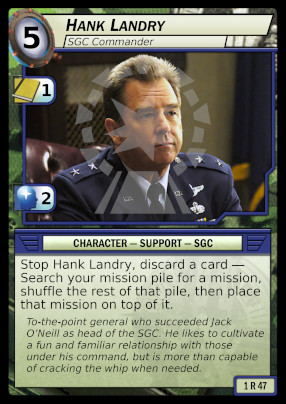 5
HANK LANDRY
SGC COMMANDER
1
2
CHARACTER — SUPPORT — SGC
Stop Hank Landry, discard a card —
Search your mission pile for a mission,
shuffle the rest of that pile, then place
that mission on top of it.
To-the-point general who succeeded Jack
O'Neill as head of the SGC. He likes to cultivate
a fun and familiar relationship with those
under his command, but is more than capable
of cracking the whip when needed.
1 R 47